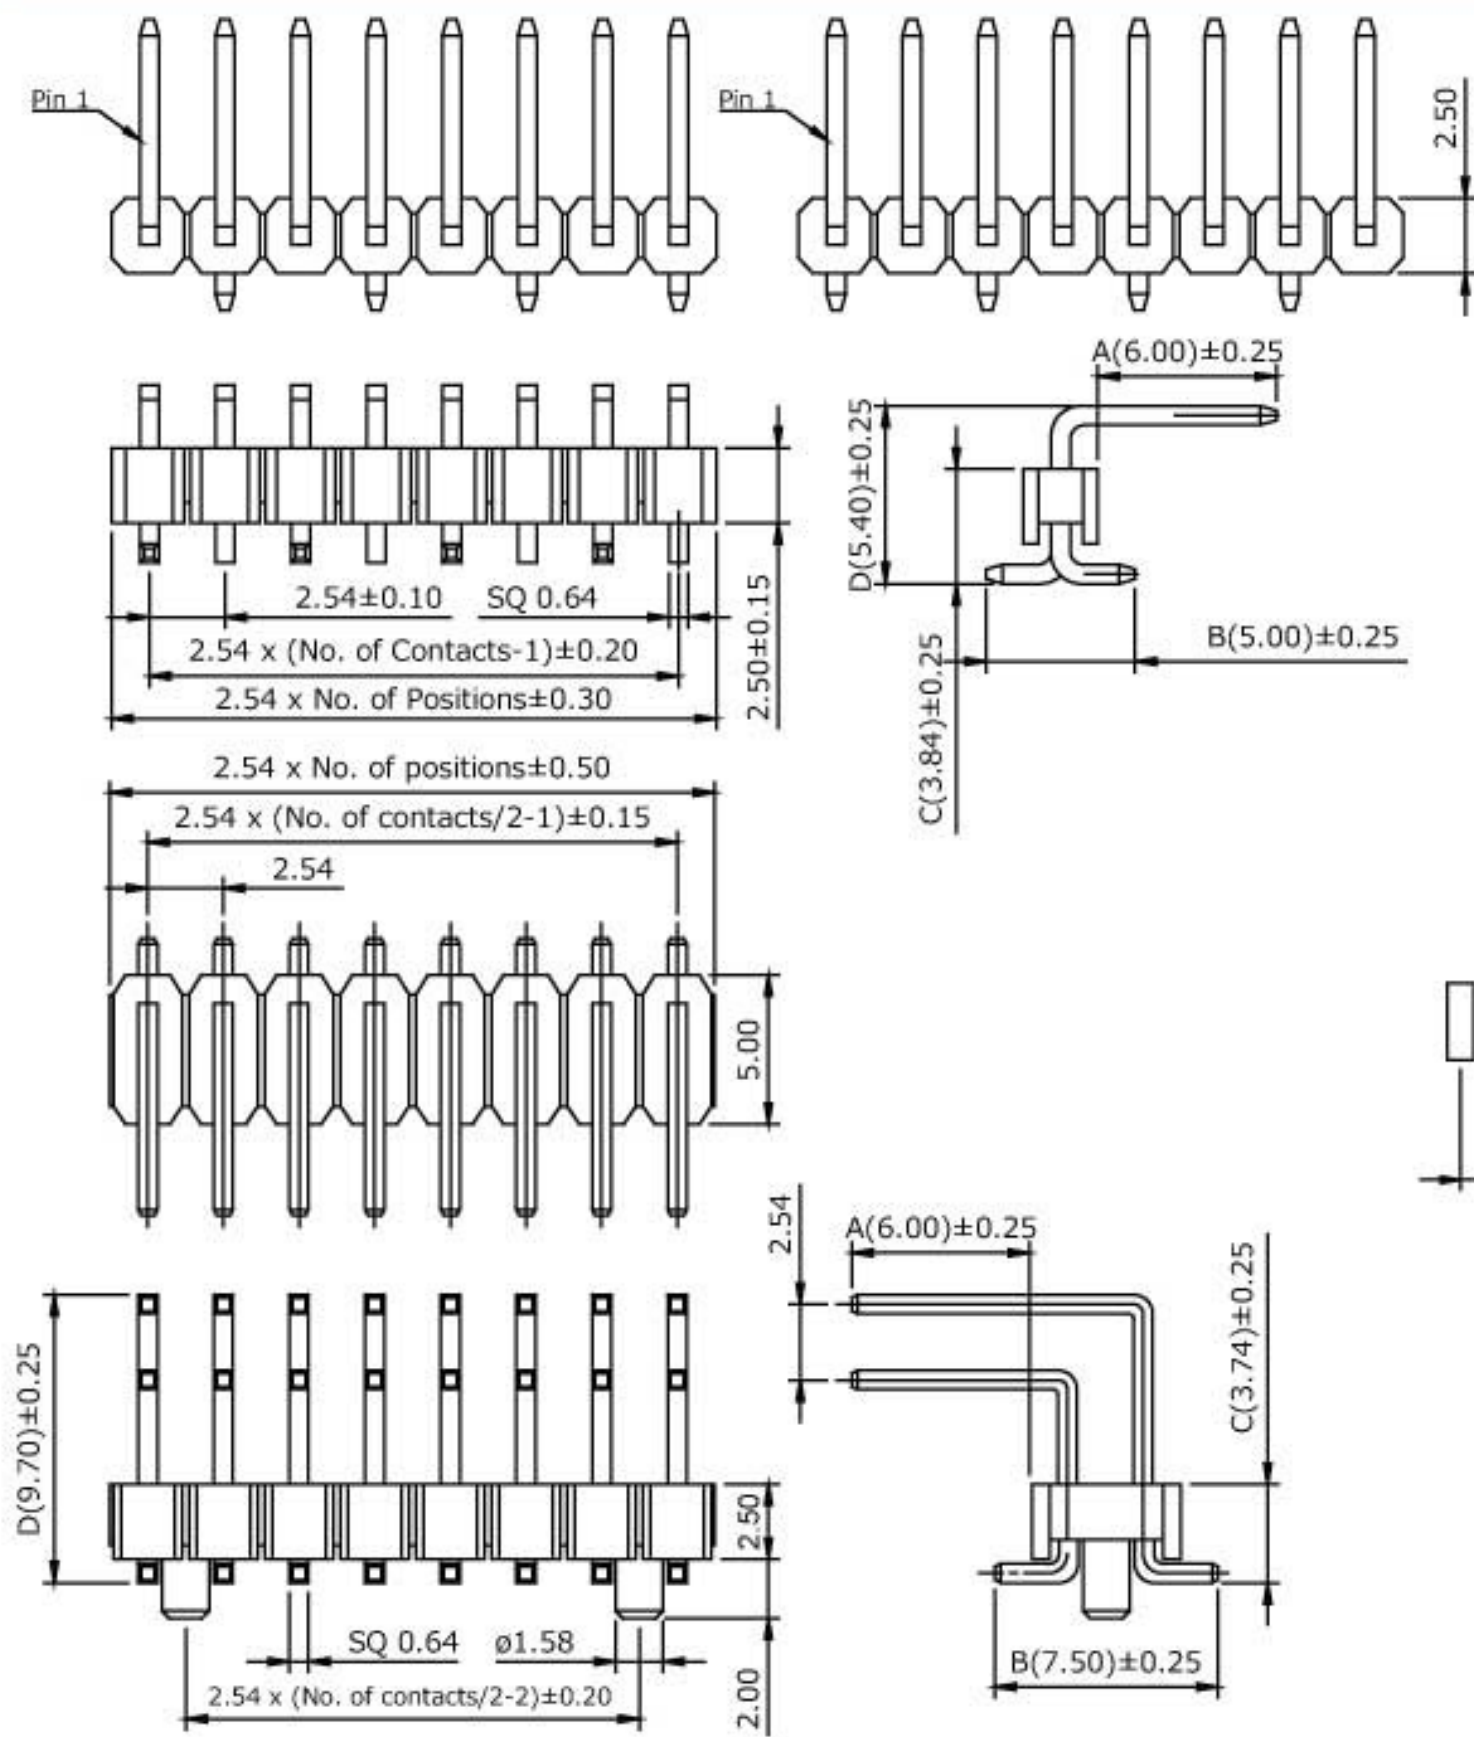 Pin 1
Pin 1
2.50
A(6.00)±0.25
D(5.40)±0.25
2.54±0.10
SQ 0.64
2.50±0.15
B(5.00)±0.25
2.54 x (No. of Contacts-1)±0.20
C(3.84)±0.25
2.54 x No. of Positions±0.30
2.54 x No. of positions±0.50
2.54 x (No. of contacts/2-1)±0.15
2.54
5.00
2.54
A(6.00)±0.25
C(3.74)±0.25
D(9.70)±0.25
2.50
SQ 0.64
ø1.58
B(7.50)±0.25
2.54 x (No. of contacts/2-2)±0.20
2.00